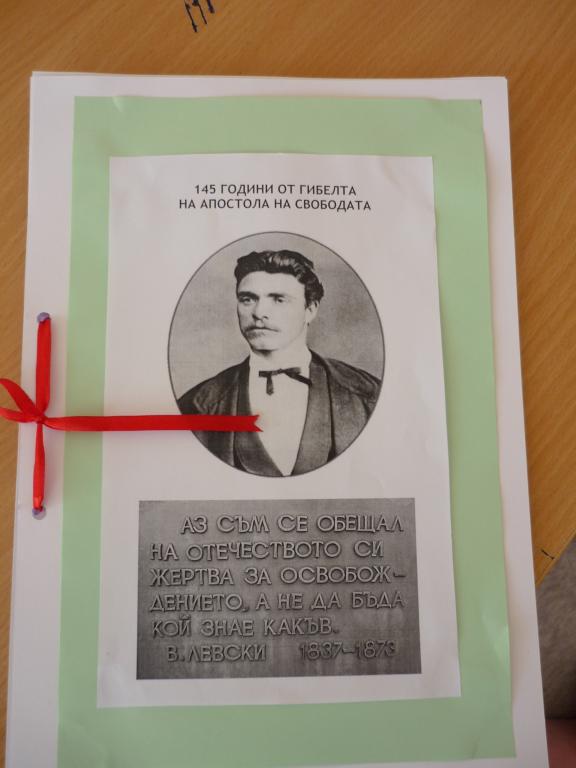 145 ГОДИНИ ОТ ГИБЕЛТА
НА АПОСТОЛА НА СВОБОДАТА
АЗ СЪМ СЕ ОБЕЩАЛ
НА ОТЕЧЕСТВОТО СИ
ЖЕРТВА ЗА ОСВОБОЖ-
ДЕНИЕТО, А НЕ ДА БЪДА
КОЙ ЗНАЕ КАКЪВ.
В. ЛЕВСКИ 1837-1873